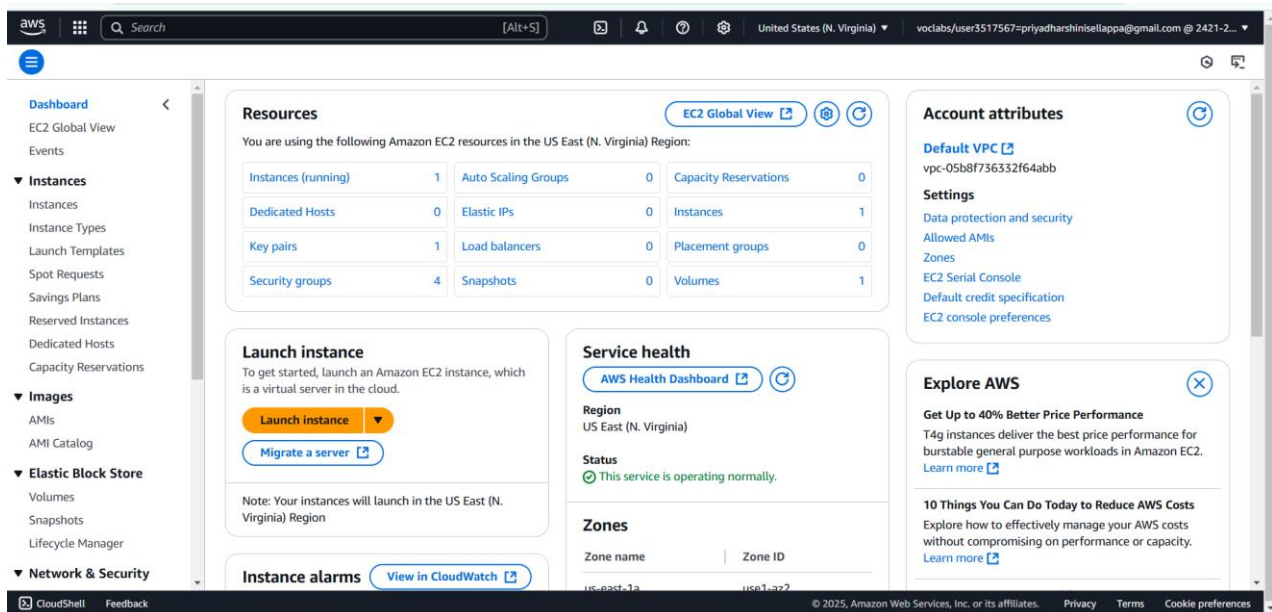 aws
Search
[Alt+S]
United States (N. Virginia)
voclabs/user3517567=priyadharshinisellappa@gmail.com @ 2421-2...
Dashboard
EC2 Global View
Events
Instances
Instances
Instance Types
Launch Templates
Spot Requests
Savings Plans
Reserved Instances
Dedicated Hosts
Capacity Reservations
Images
AMIs
AMI Catalog
Elastic Block Store
Volumes
Snapshots
Lifecycle Manager
Network & Security
Resources
EC2 Global View
You are using the following Amazon EC2 resources in the US East (N. Virginia) Region:
Instances (running) 1 Auto Scaling Groups 0 Capacity Reservations 0
Dedicated Hosts 0 Elastic IPs 0 Instances 1
Key pairs 1 Load balancers 0 Placement groups 0
Security groups 4 Snapshots 0 Volumes 1
Launch instance
To get started, launch an Amazon EC2 instance, which
is a virtual server in the cloud.
Launch instance
Migrate a server
Note: Your instances will launch in the US East (N.
Virginia) Region
Instance alarms View in CloudWatch
Service health
AWS Health Dashboard
Region
US East (N. Virginia)
Status
This service is operating normally.
Zones
Zone name Zone ID
us-east-1a use1-az2
Account attributes
Default VPC
vpc-05b8f736332f64abb
Settings
Data protection and security
Allowed AMIs
Zones
EC2 Serial Console
Default credit specification
EC2 console preferences
Explore AWS
Get Up to 40% Better Price Performance
T4g instances deliver the best price performance for
burstable general purpose workloads in Amazon EC2.
Learn more
10 Things You Can Do Today to Reduce AWS Costs
Explore how to effectively manage your AWS costs
without compromising on performance or capacity.
Learn more
CloudShell Feedback
© 2025, Amazon Web Services, Inc. or its affiliates. Privacy Terms Cookie preferences